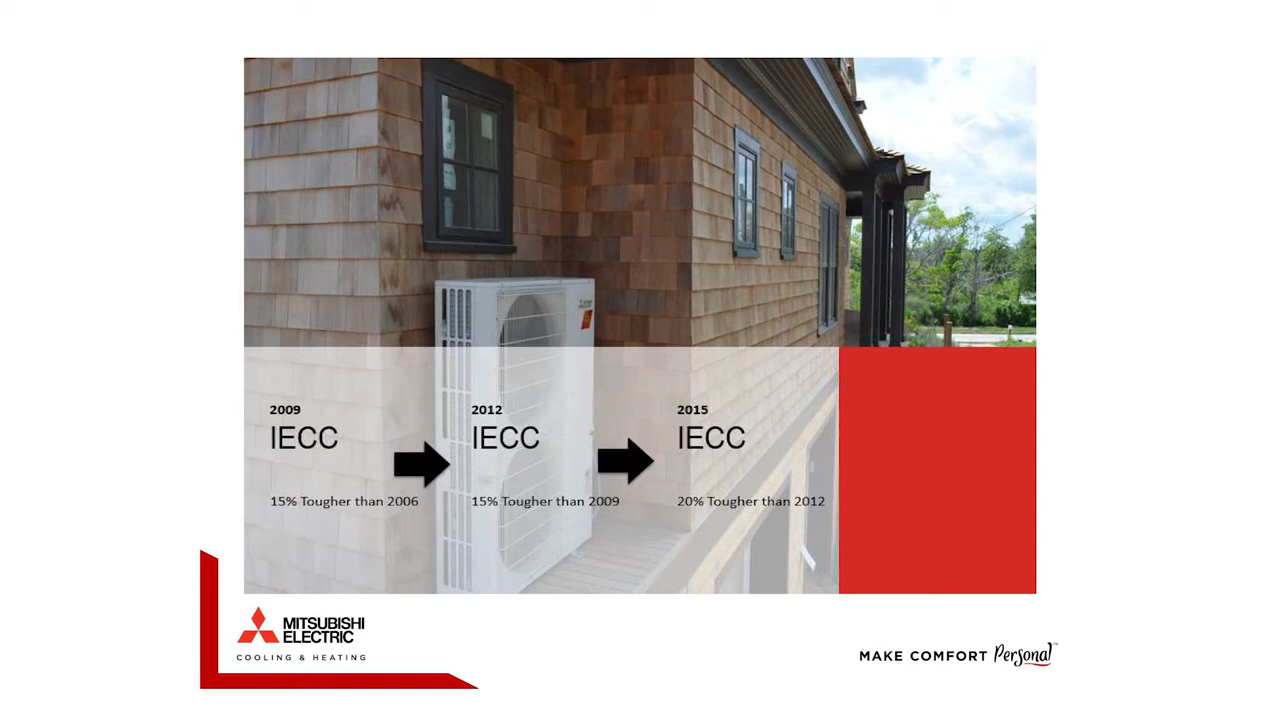 2009
IECC
15% Tougher than 2006
2012
IECC
15% Tougher than 2009
2015
IECC
20% Tougher than 2012
MITSUBISHI
ELECTRIC
COOLING & HEATING
MAKE COMFORT Personal™